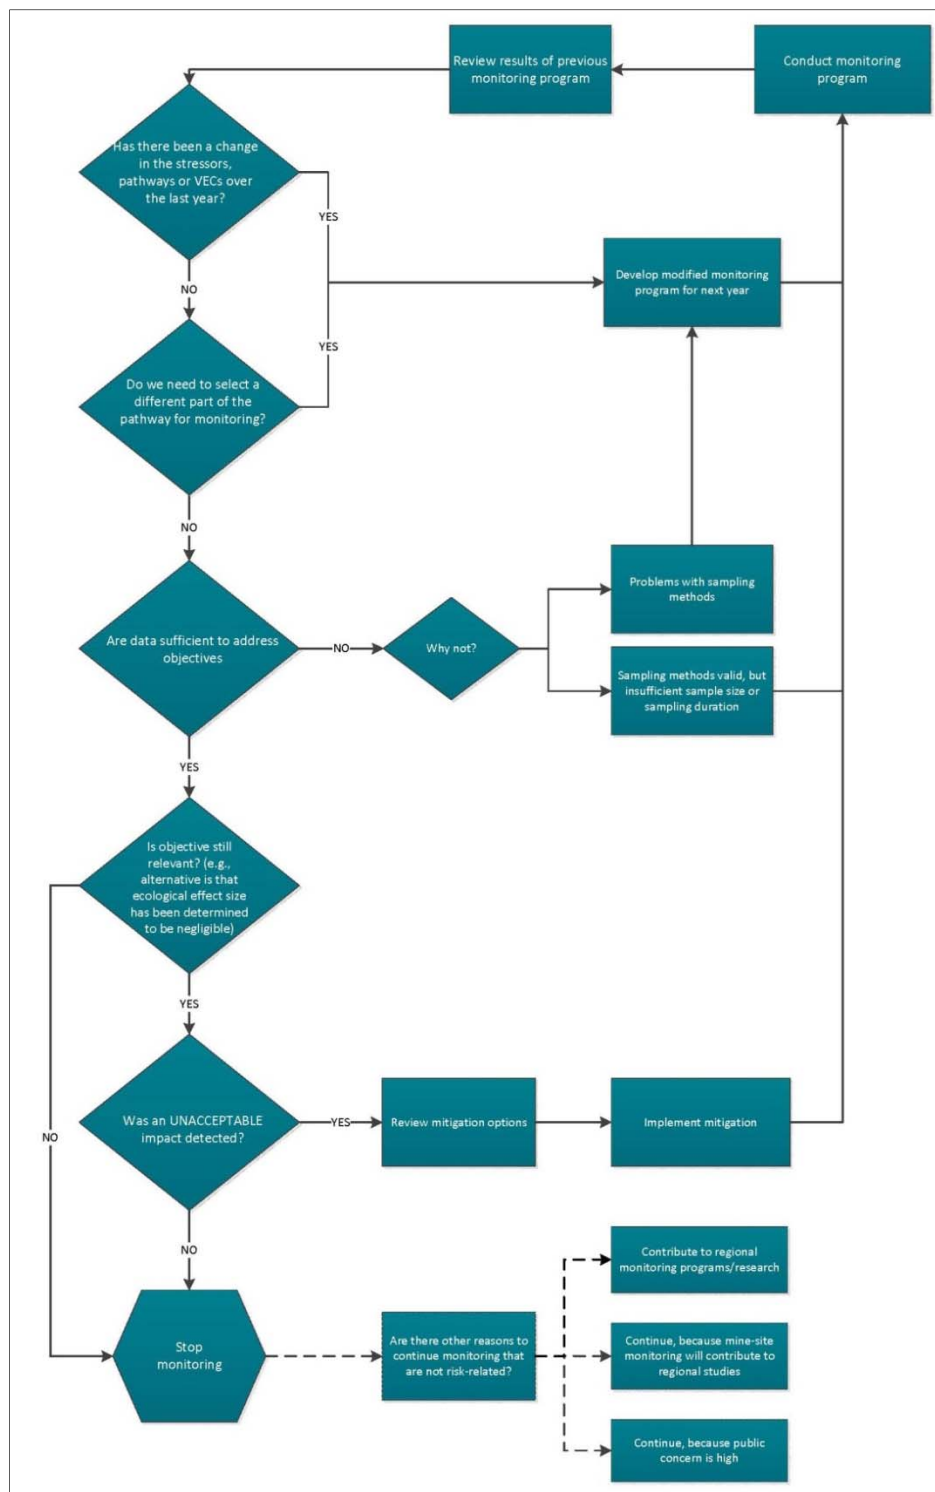 Review results of previous
monitoring program
Conduct monitoring
program
Has there been a change
in the stressors,
pathways or VECs over
the last year?
YES
NO
Develop modified monitoring
program for next year
YES
Do we need to select a
different part of the
pathway for monitoring?
NO
Problems with sampling
methods
Are data sufficient to address
objectives
NO
Why not?
Sampling methods valid, but
insufficient sample size or
sampling duration
YES
Is objective still
relevant? (e.g.,
alternative is that
ecological effect size
has been determined
to be negligible)
YES
Was an UNACCEPTABLE
impact detected?
YES
Review mitigation options
Implement mitigation
NO
NO
Contribute to regional
monitoring programs/research
Stop
monitoring
Are there other reasons to
continue monitoring that
are not risk-related?
Continue, because mine-site
monitoring will contribute to
regional studies
Continue, because public
concern is high